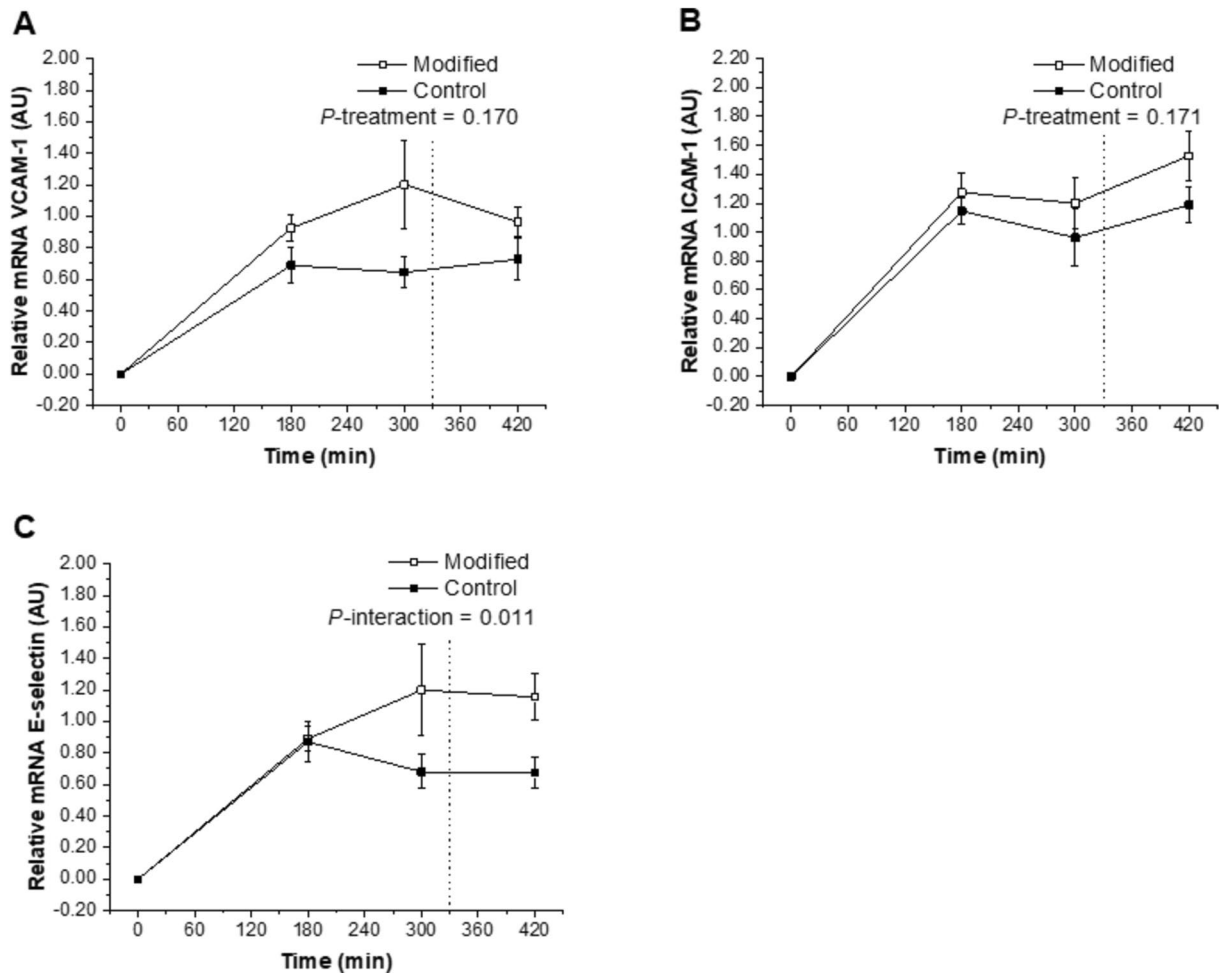 A
Modified
Control
P-treatment = 0.170
Relative mRNA VCAM-1 (AU)
2.00
1.80
1.60
1.40
1.20
1.00
0.80
0.60
0.40
0.20
0.00
-0.20
0 60 120 180 240 300 360 420
Time (min)
B
Modified
Control
P-treatment = 0.171
Relative mRNA ICAM-1 (AU)
2.20
2.00
1.80
1.60
1.40
1.20
1.00
0.80
0.60
0.40
0.20
0.00
-0.20
0 60 120 180 240 300 360 420
Time (min)
C
Modified
Control
P-interaction = 0.011
Relative mRNA E-selectin (AU)
2.00
1.80
1.60
1.40
1.20
1.00
0.80
0.60
0.40
0.20
0.00
-0.20
0 60 120 180 240 300 360 420
Time (min)